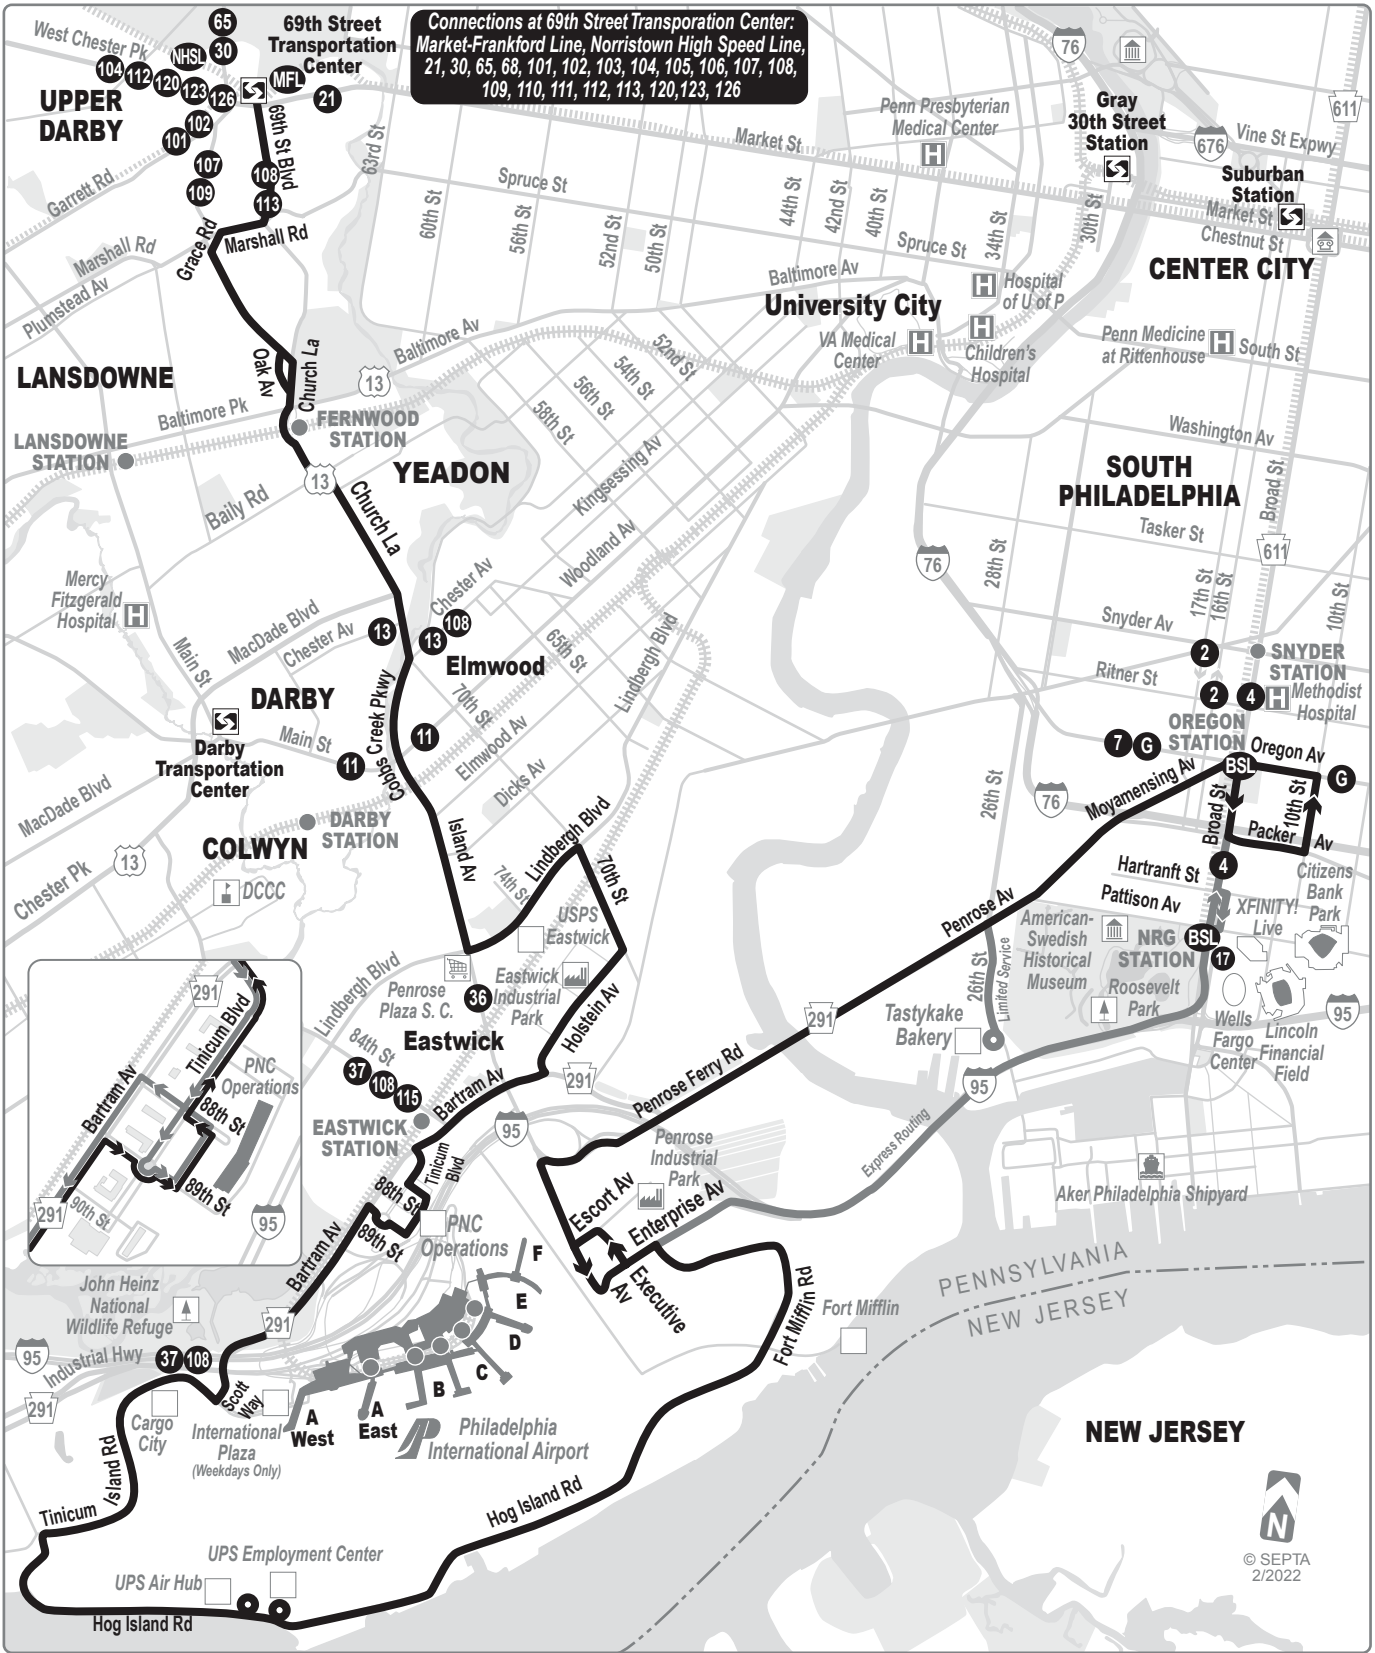 65
West Chester Pk
69th Street
Transportation
Center
Connections at 69th Street Transporation Center:
Market-Frankford Line, Norristown High Speed Line,
21, 30, 65, 68, 101, 102, 103, 104, 105, 106, 107, 108,
109, 110, 111, 112, 113, 120,123, 126
NHSL
30
104
112
120
123
126
MFL
21
UPPER
DARBY
69th St Blvd
102
101
107
108
109
113
Garrett Rd
63rd St
Marshall Rd
Grace Rd
Marshall Rd
Plumstead Av
60th St
Spruce St
56th St
52nd St
50th St
Market St
Penn Presbyterian
Medical Center
H
44th St
42nd St
40th St
Spruce St
34th St
30th St
76
Gray
30th Street
Station
676
Vine St Expwy
611
Suburban
Station
Market St
Chestnut St
CENTER CITY
Baltimore Av
University City
H
Hospital
of U of P
VA Medical
Center
H
H
Children's
Hospital
Penn Medicine
at Rittenhouse
H
South St
LANSDOWNE
Oak Av
Church La
13
Baltimore Av
52nd St
54th St
56th St
58th St
Baltimore Pk
FERNWOOD
STATION
LANSDOWNE
STATION
13
YEADON
Kingsessing Av
Washington Av
SOUTH
PHILADELPHIA
Broad St
Baily Rd
Church La
Woodland Av
Tasker St
611
76
28th St
17th St
16th St
10th St
Mercy
Fitzgerald
Hospital
H
Chester Av
MacDade Blvd
Chester Av
13
13
108
Elmwood
65th St
Lindbergh Blvd
Snyder Av
2
SNYDER
STATION
Ritner St
2
4
H
Methodist
Hospital
Main St
DARBY
Cobbs Creek Pkwy
70th St
11
Elmwood Av
Main St
11
Darby
Transportation
Center
OREGON
STATION
7
G
BSL
Oregon Av
G
Dicks Av
MacDade Blvd
26th St
76
Moyamensing Av
Broad St
10th St
Packer
Av
DARBY
STATION
COLWYN
13
Island Av
Lindbergh Blvd
70th St
Chester Pk
DCCC
74th St
4
Hartranft St
Pattison Av
Citizens
Bank
Park
XFINITY!
Live
USPS
Eastwick
Penrose Av
American-
Swedish
Historical
Museum
NRG
STATION
BSL
17
Lindbergh Blvd
Penrose
Plaza S. C.
36
Eastwick
Industrial
Park
Holstein Av
26th St
Limited Service
Roosevelt
Park
291
Tinicum Blvd
291
Tastykake
Bakery
Wells
Fargo
Center
Lincoln
Financial
Field
95
84th St
Eastwick
37
108
115
Bartram Av
291
Penrose Ferry Rd
95
PNC
Operations
Bartram Av
88th St
EASTWICK
STATION
95
Express Routing
Tinicum
Blvd
Penrose
Industrial
Park
89th St
90th St
291
95
88th St
89th St
PNC
Operations
Escort Av
Enterprise Av
Aker Philadelphia Shipyard
Bartram Av
F
E
D
C
B
A
East
A
West
Executive
Av
PENNSYLVANIA
NEW JERSEY
Fort Mifflin Rd
Fort Mifflin
John Heinz
National
Wildlife Refuge
291
95
Industrial Hwy
37
108
291
Scott
Way
Cargo
City
International
Plaza
(Weekdays Only)
Philadelphia
International Airport
NEW JERSEY
Island Rd
Tinicum
Hog Island Rd
N
UPS Employment Center
UPS Air Hub
Hog Island Rd
© SEPTA
2/2022